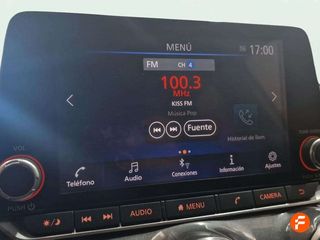 MENÚ
17:00
FM CH 4
100.3
MHz
KISS FM
Música Pop
Fuente
Historial de llam.
VOL
PUSH
Teléfono
Audio
Conexiones
Información
Ajustes
AUDIO
MENU
CAMERA